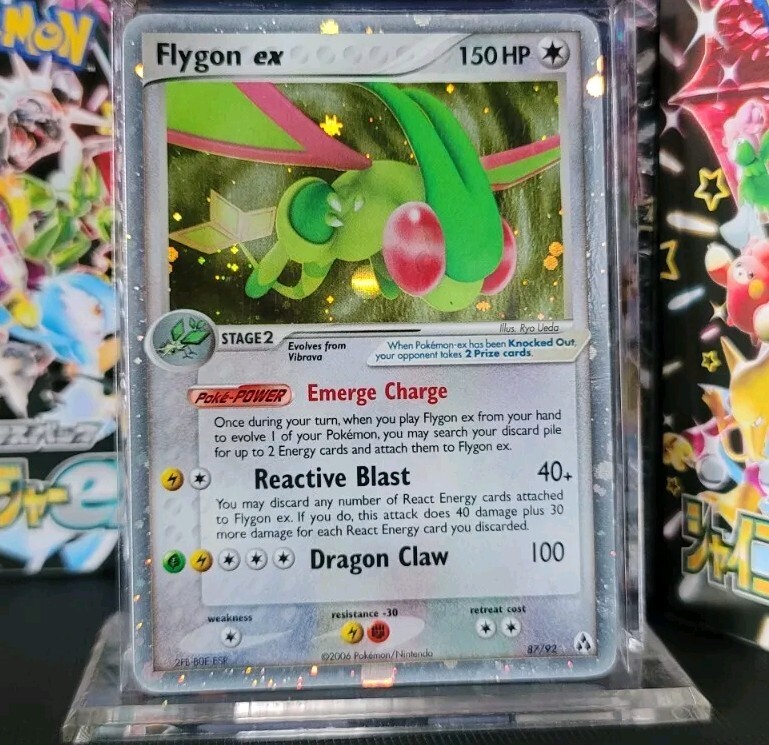 Flygon ex 150 HP
Illus. Ryo Ueda
STAGE2
Evolves from
Vibrava
When Pokémon-ex has been Knocked Out,
your opponent takes 2 Prize cards.
Poké-POWER Emerge Charge
Once during your turn, when you play Flygon ex from your hand
to evolve 1 of your Pokémon, you may search your discard pile
for up to 2 Energy cards and attach them to Flygon ex.
Reactive Blast 40+
You may discard any number of React Energy cards attached
to Flygon ex. If you do, this attack does 40 damage plus 30
more damage for each React Energy card you discarded.
Dragon Claw 100
weakness resistance -30 retreat cost
©2006 Pokémon/Nintendo 87/92